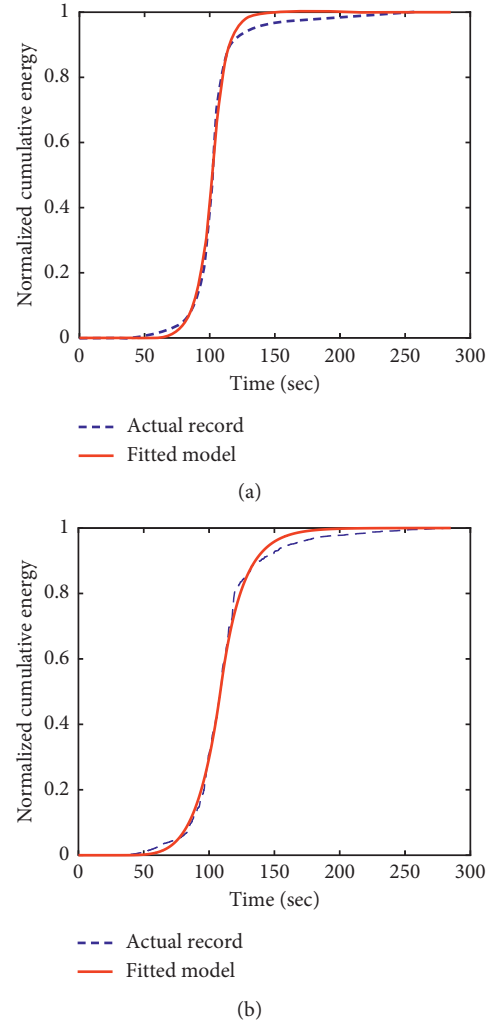 Normalized cumulative energy
1
0.8
0.6
0.4
0.2
0
0 50 100 150 200 250 300
Time (sec)
Actual record
Fitted model
(a)
Normalized cumulative energy
1
0.8
0.6
0.4
0.2
0
0 50 100 150 200 250 300
Time (sec)
Actual record
Fitted model
(b)